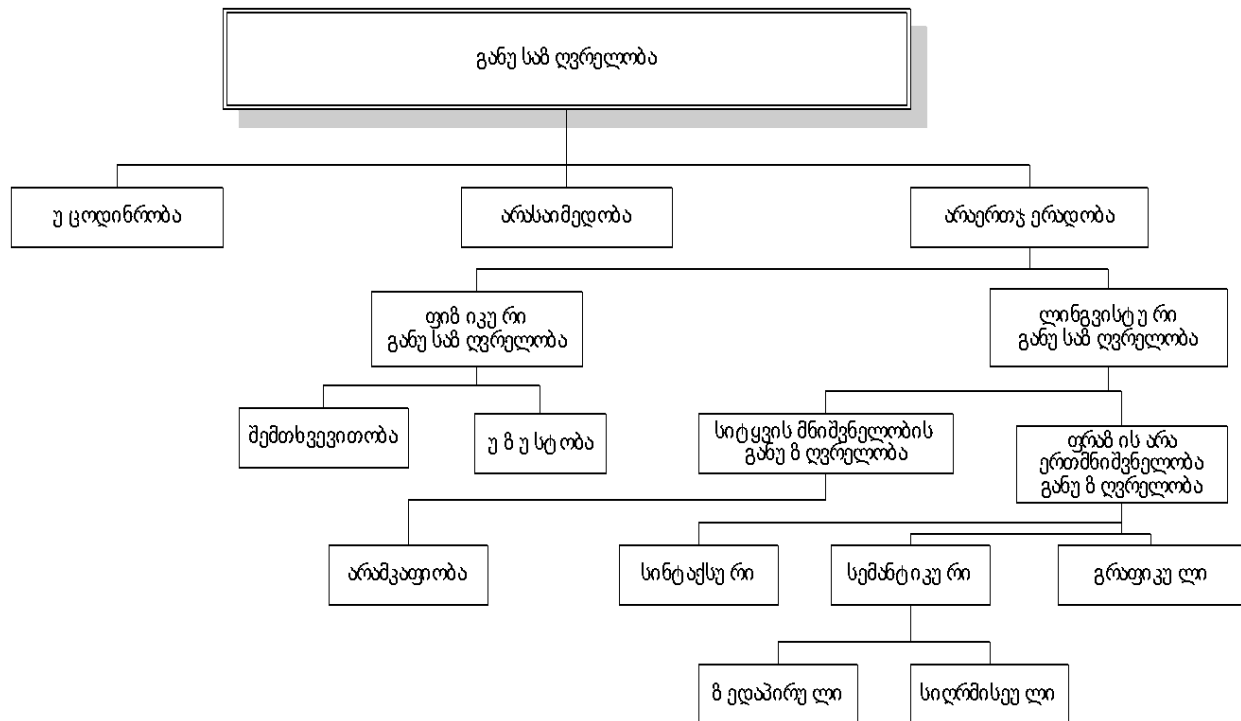 განუსაზღვრელობა
უცოდინრობა
არასაიმედობა
არაერთჯერადობა
ფიზიკური
განუსაზღვრელობა
ლინგვისტური
განუსაზღვრელობა
შემთხვევითობა
უზუსტობა
სიტყვის მნიშვნელობის
განუზღვრელობა
ფრაზის არა
ერთმნიშვნელობა
განუზღვრელობა
არამკაფიობა
სინტაქსური
სემანტიკური
გრაფიკული
ზედაპირული
სიღრმისეული